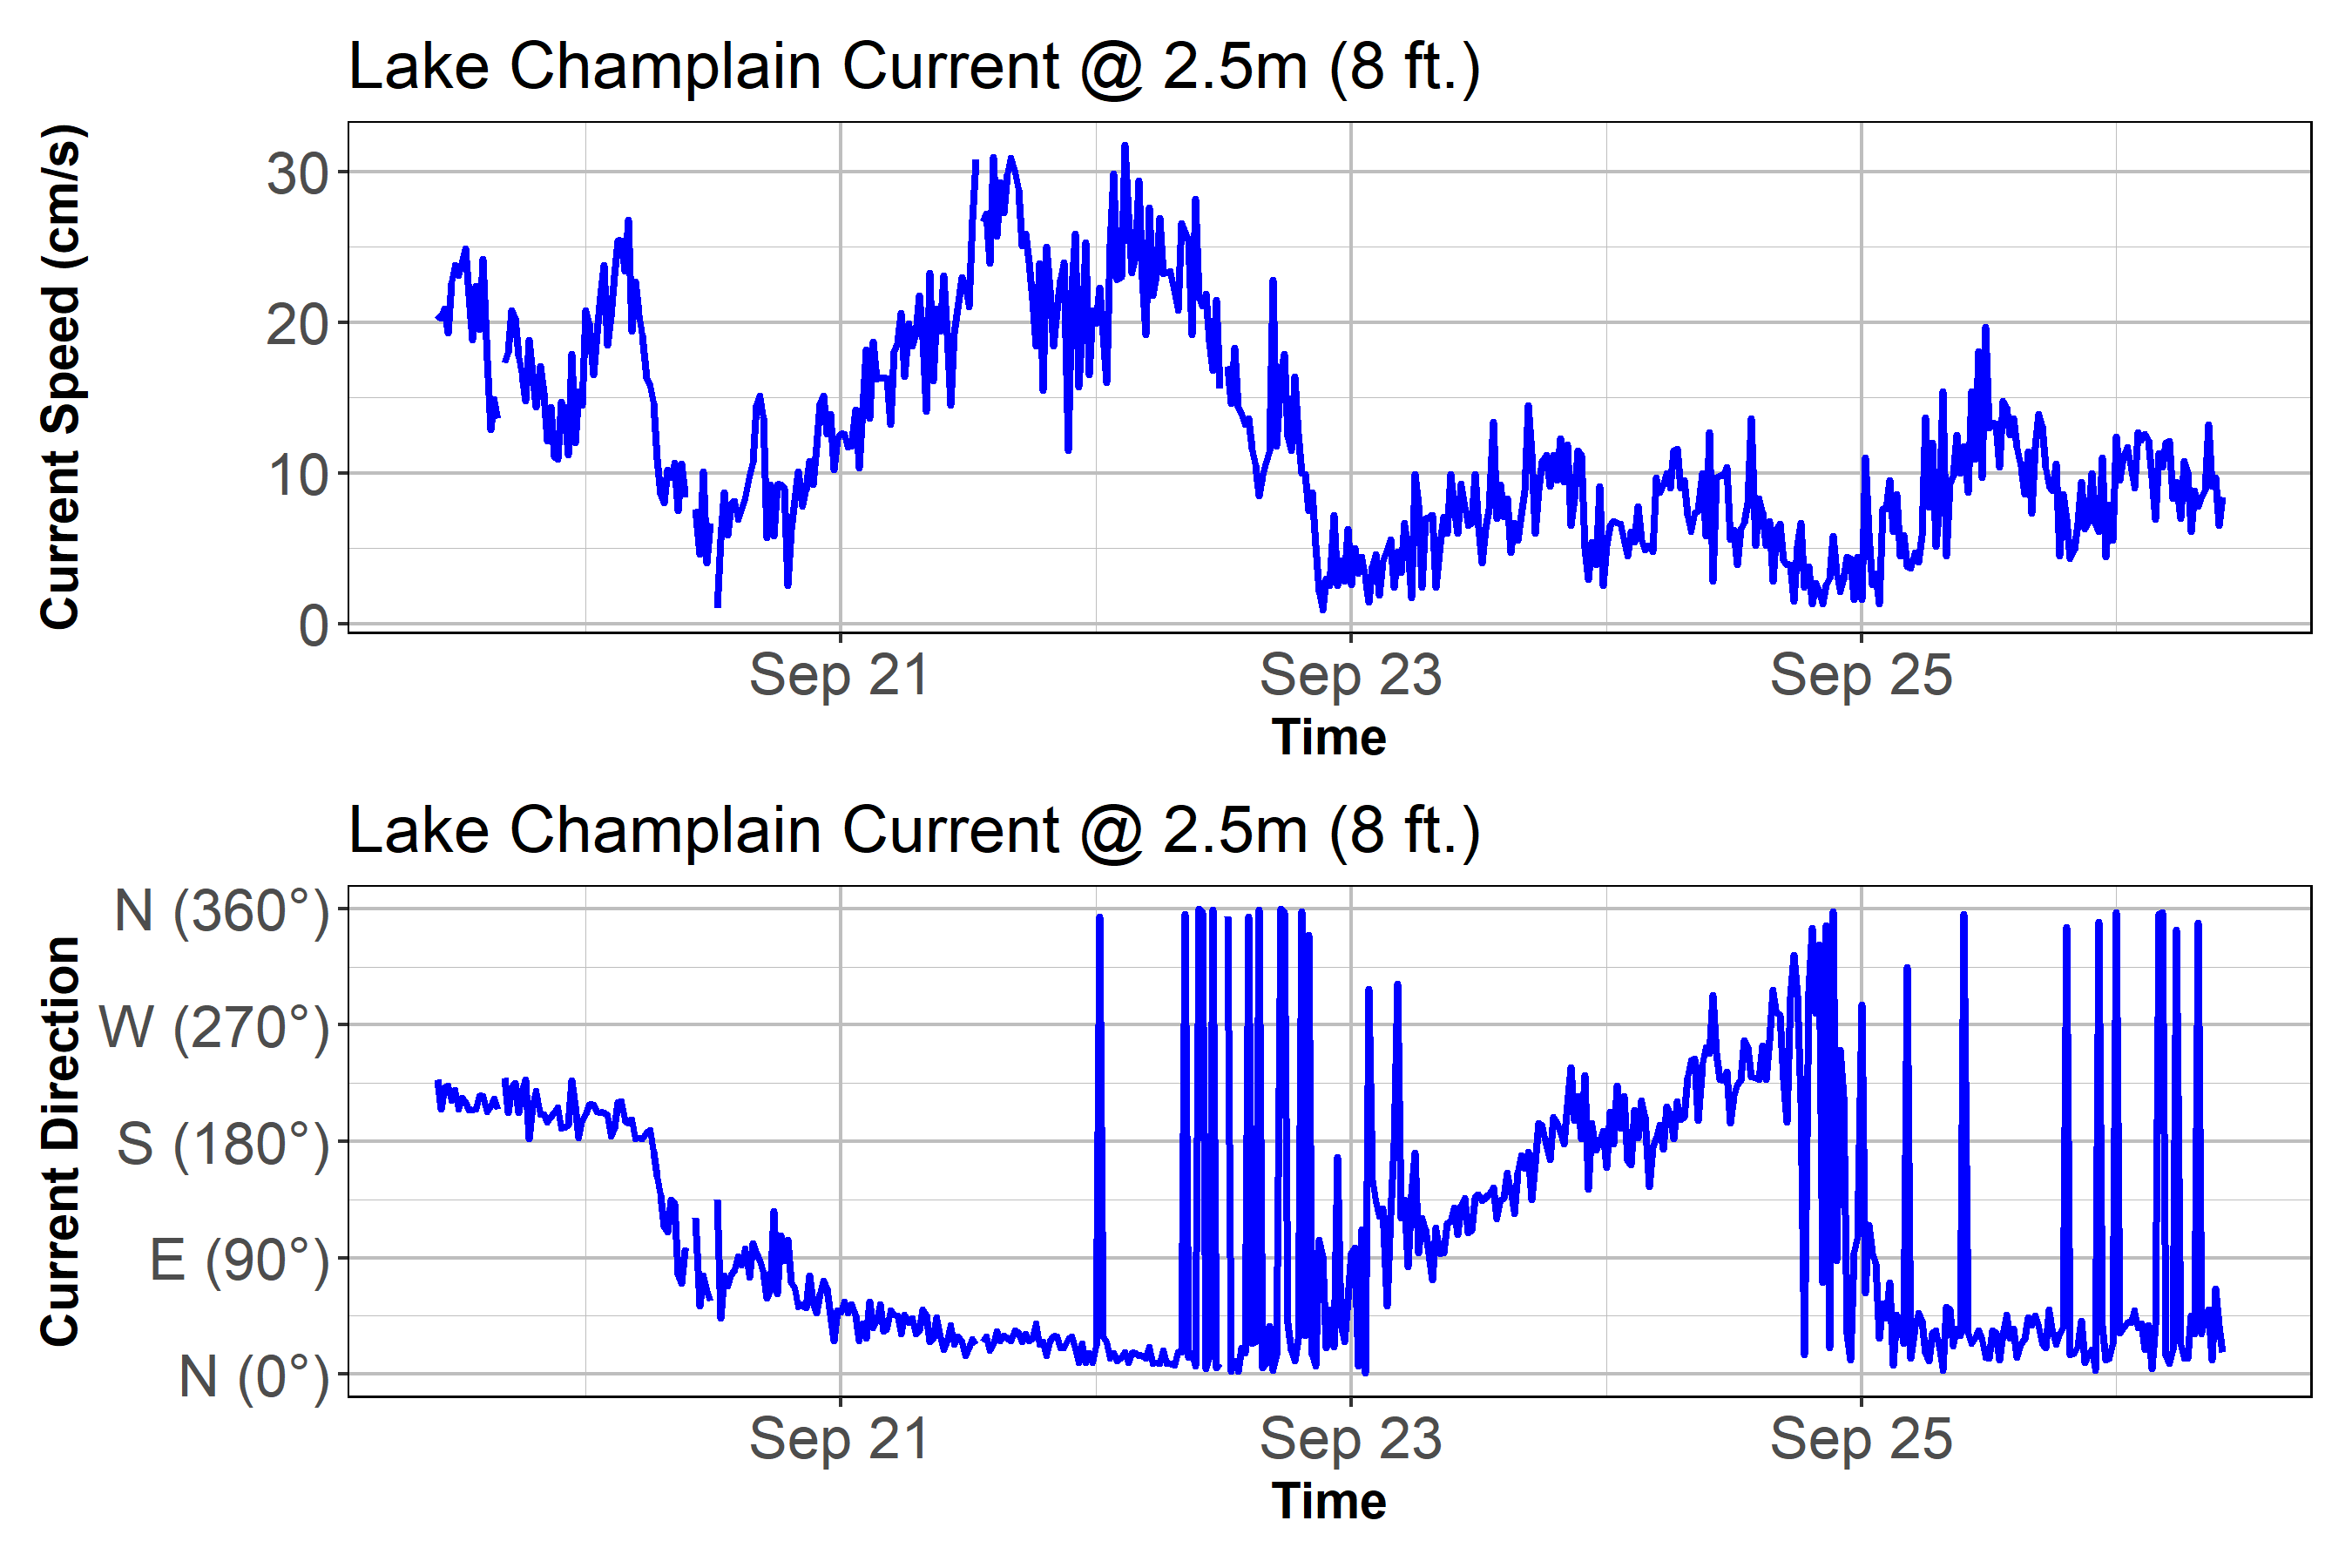 Lake Champlain Current @ 2.5m (8 ft.)
Current Speed (cm/s)
30
20
10
0
Sep 21
Sep 23
Sep 25
Time
Lake Champlain Current @ 2.5m (8 ft.)
Current Direction
N (360°)
W (270°)
S (180°)
E (90°)
N (0°)
Sep 21
Sep 23
Sep 25
Time